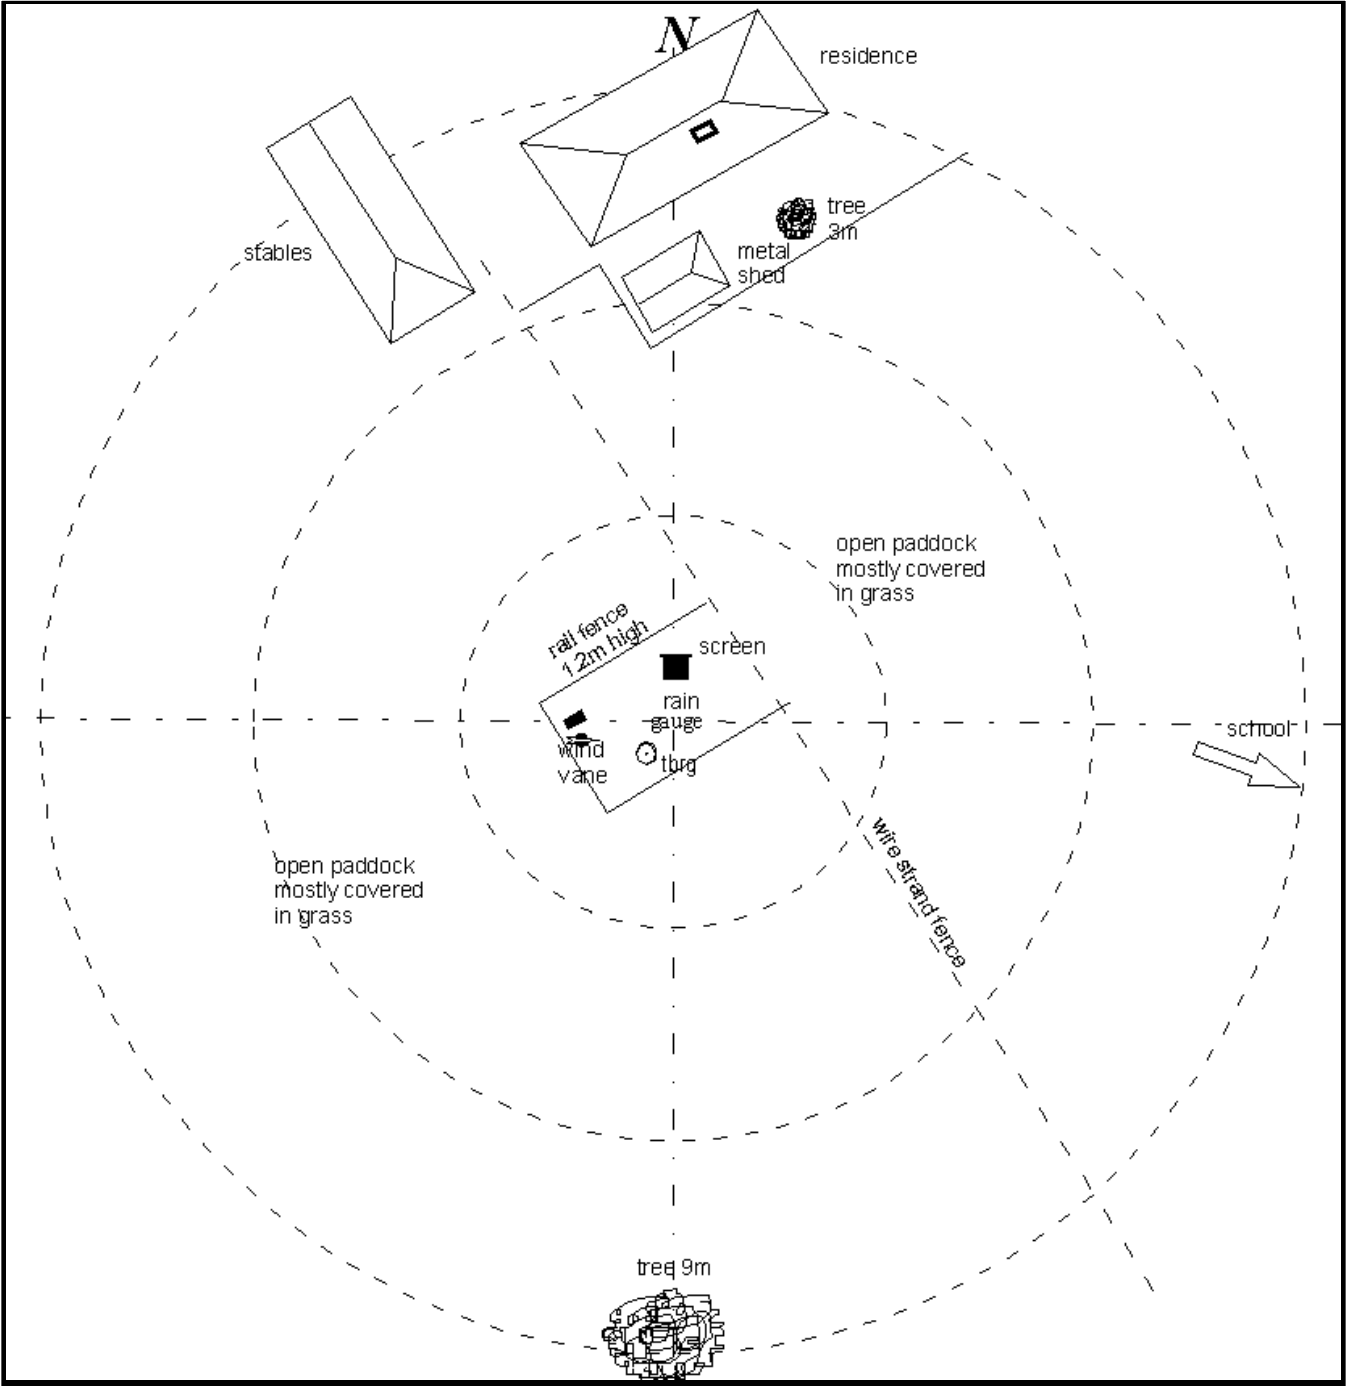 N
residence
tree
3m
stables
metal
shed
open paddock
mostly covered
in grass
rail fence
1.2m high
screen
rain
gauge
wind
vane
tbrg
school
wire strand fence
open paddock
mostly covered
in grass
tree 9m